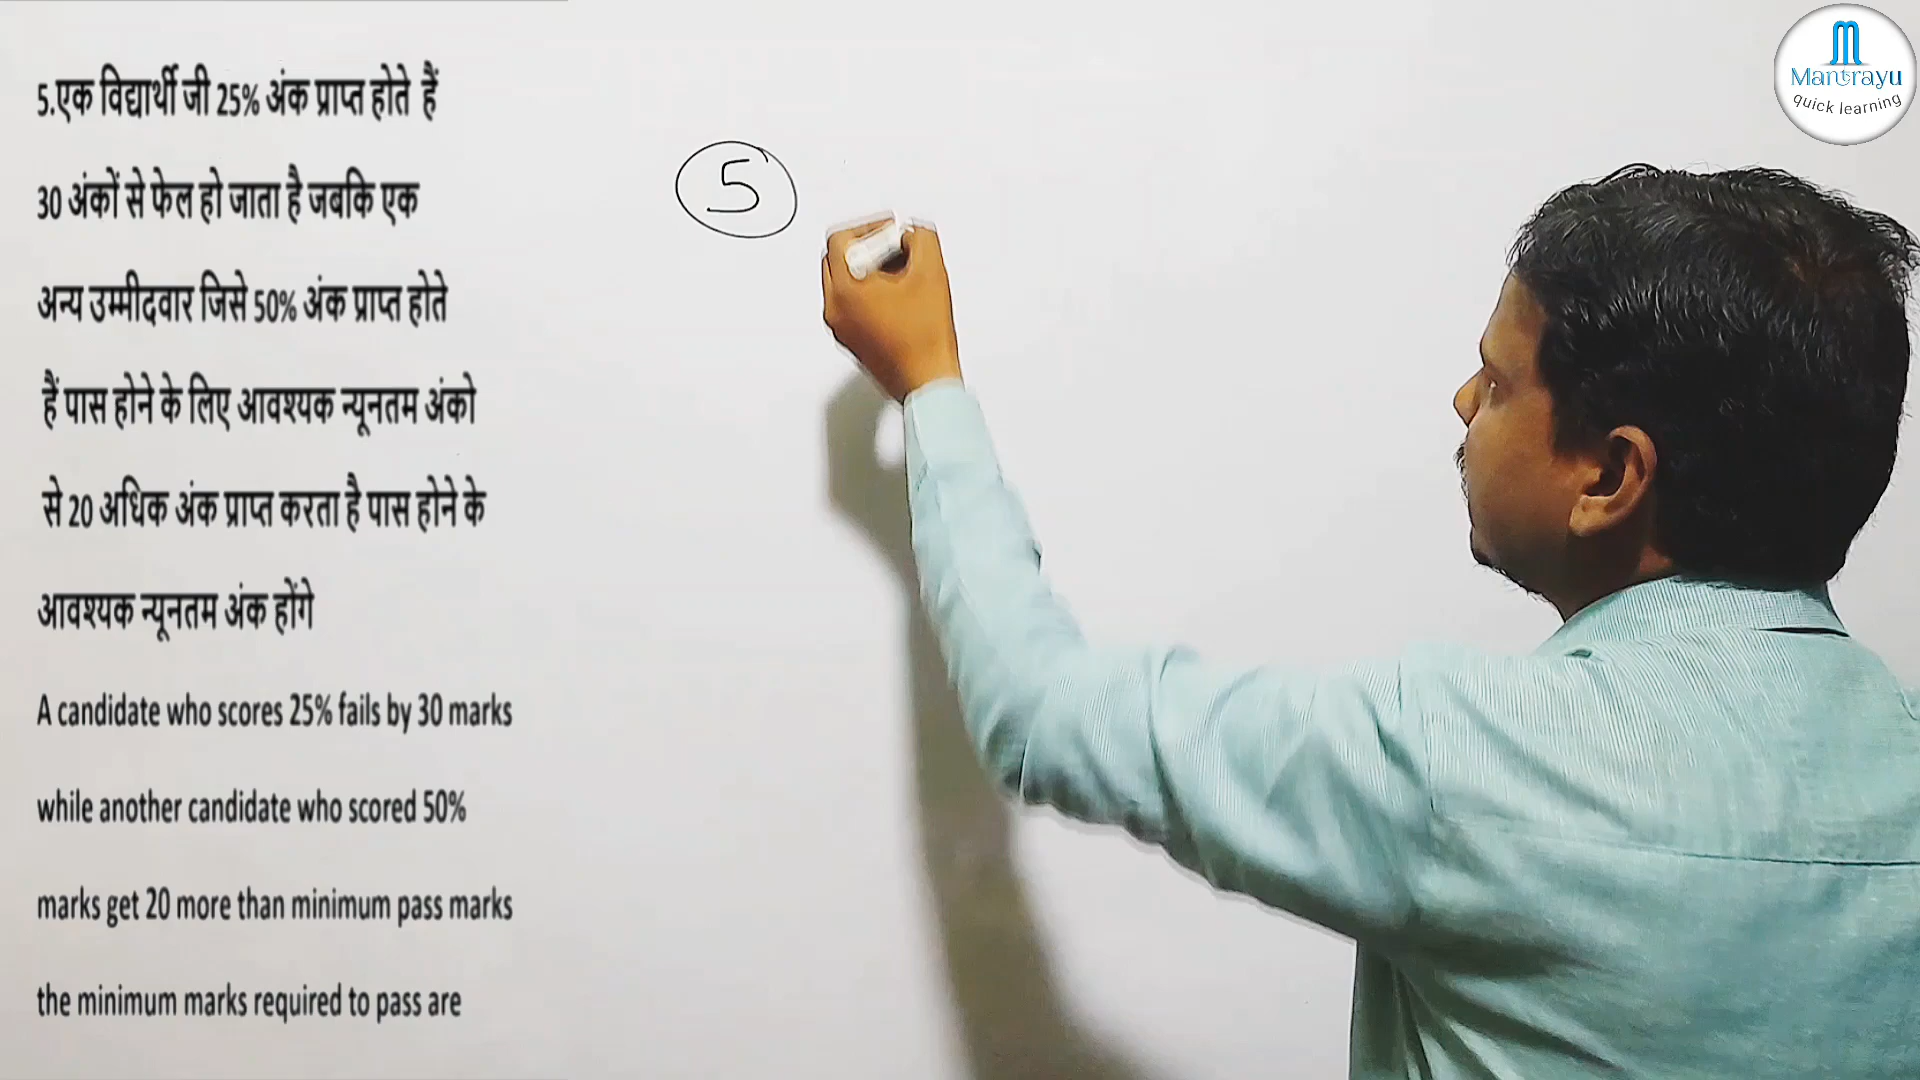 5.एक विद्यार्थी जी 25% अंक प्राप्त होते हैं
30 अंकों से फेल हो जाता है जबकि एक
अन्य उम्मीदवार जिसे 50% अंक प्राप्त होते
हैं पास होने के लिए आवश्यक न्यूनतम अंको
से 20 अधिक अंक प्राप्त करता है पास होने के
आवश्यक न्यूनतम अंक होंगे
A candidate who scores 25% fails by 30 marks
while another candidate who scored 50%
marks get 20 more than minimum pass marks
the minimum marks required to pass are
5
Mantrayu
quick learning